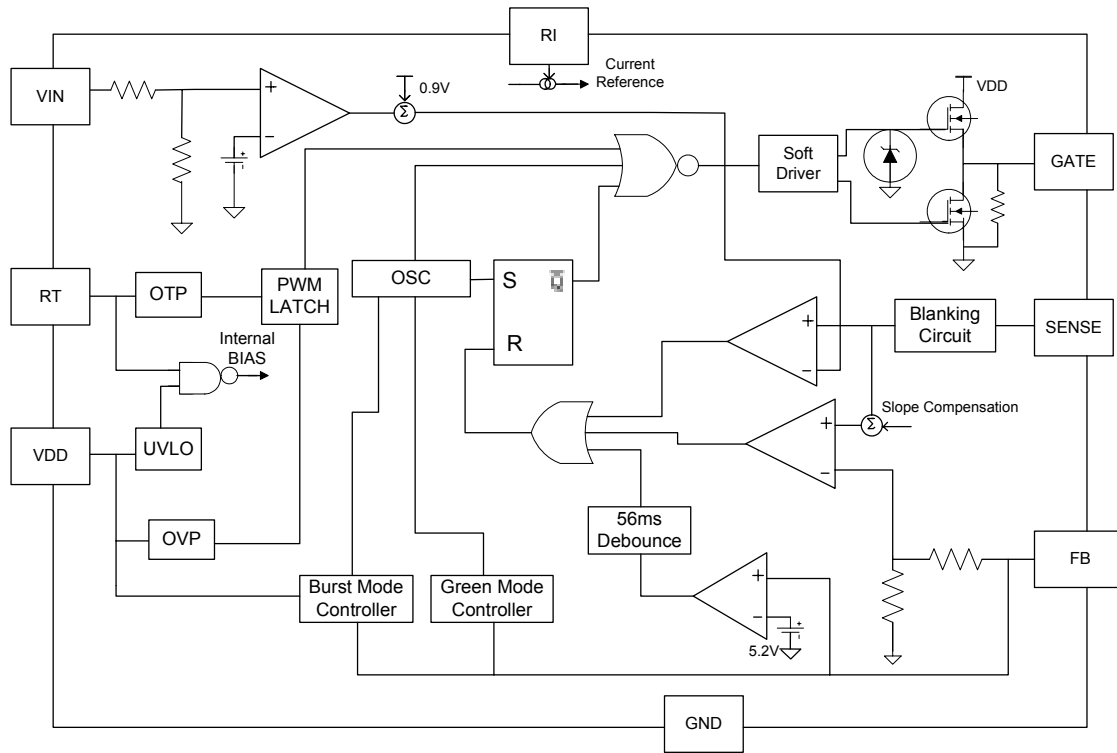 RI
VIN
Current
Reference
0.9V
+
−
Σ
VDD
Soft
Driver
GATE
RT
OTP
PWM
LATCH
OSC
S
Q̅
R
+
−
Blanking
Circuit
SENSE
Internal
BIAS
Slope Compensation
Σ
+
−
VDD
UVLO
OVP
56ms
Debounce
FB
Burst Mode
Controller
Green Mode
Controller
+
−
5.2V
GND